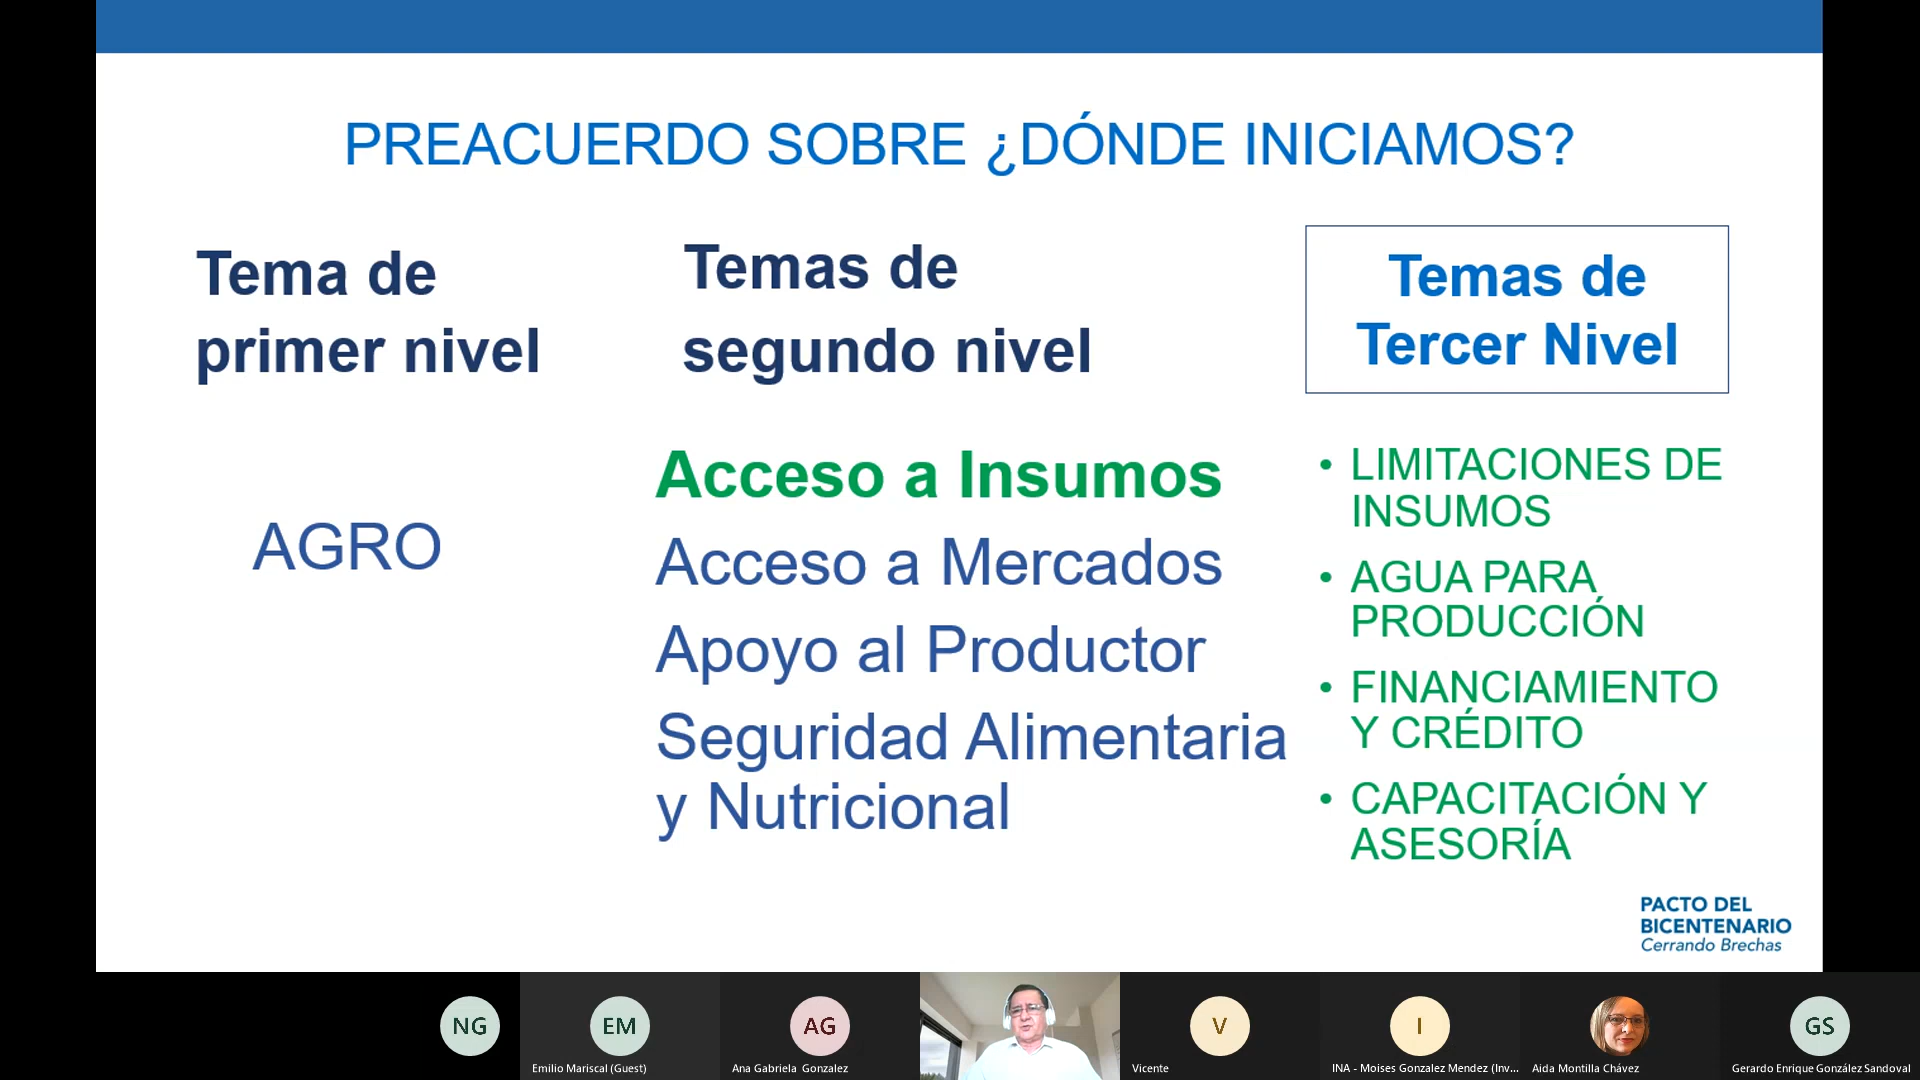 PREACUERDO SOBRE ¿DÓNDE INICIAMOS?
Tema de
primer nivel
AGRO
Temas de
segundo nivel
Acceso a Insumos
Acceso a Mercados
Apoyo al Productor
Seguridad Alimentaria
y Nutricional
Temas de
Tercer Nivel
• LIMITACIONES DE
INSUMOS
• AGUA PARA
PRODUCCIÓN
• FINANCIAMIENTO
Y CRÉDITO
• CAPACITACIÓN Y
ASESORÍA
PACTO DEL
BICENTENARIO
Cerrando Brechas
NG
EM
Emilio Mariscal (Guest)
AG
Ana Gabriela Gonzalez
V
Vicente
I
INA - Moises Gonzalez Mendez (Inv...
Aida Montilla Chávez
GS
Gerardo Enrique González Sandoval